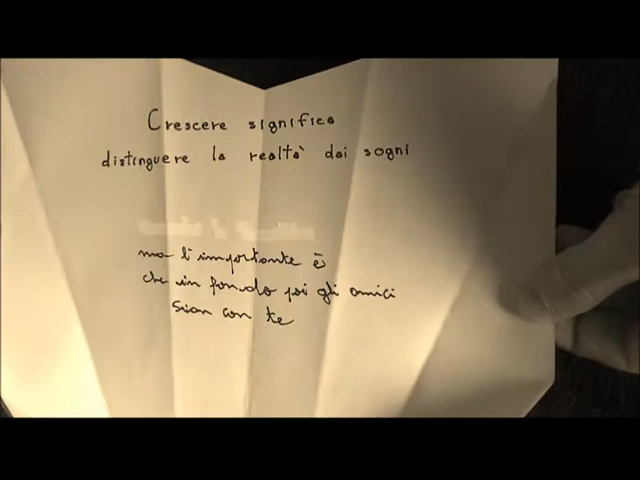 Crescere significa
distinguere la realtà dai sogni
ma l'importante è
che in fondo poi gli amici
sian con te